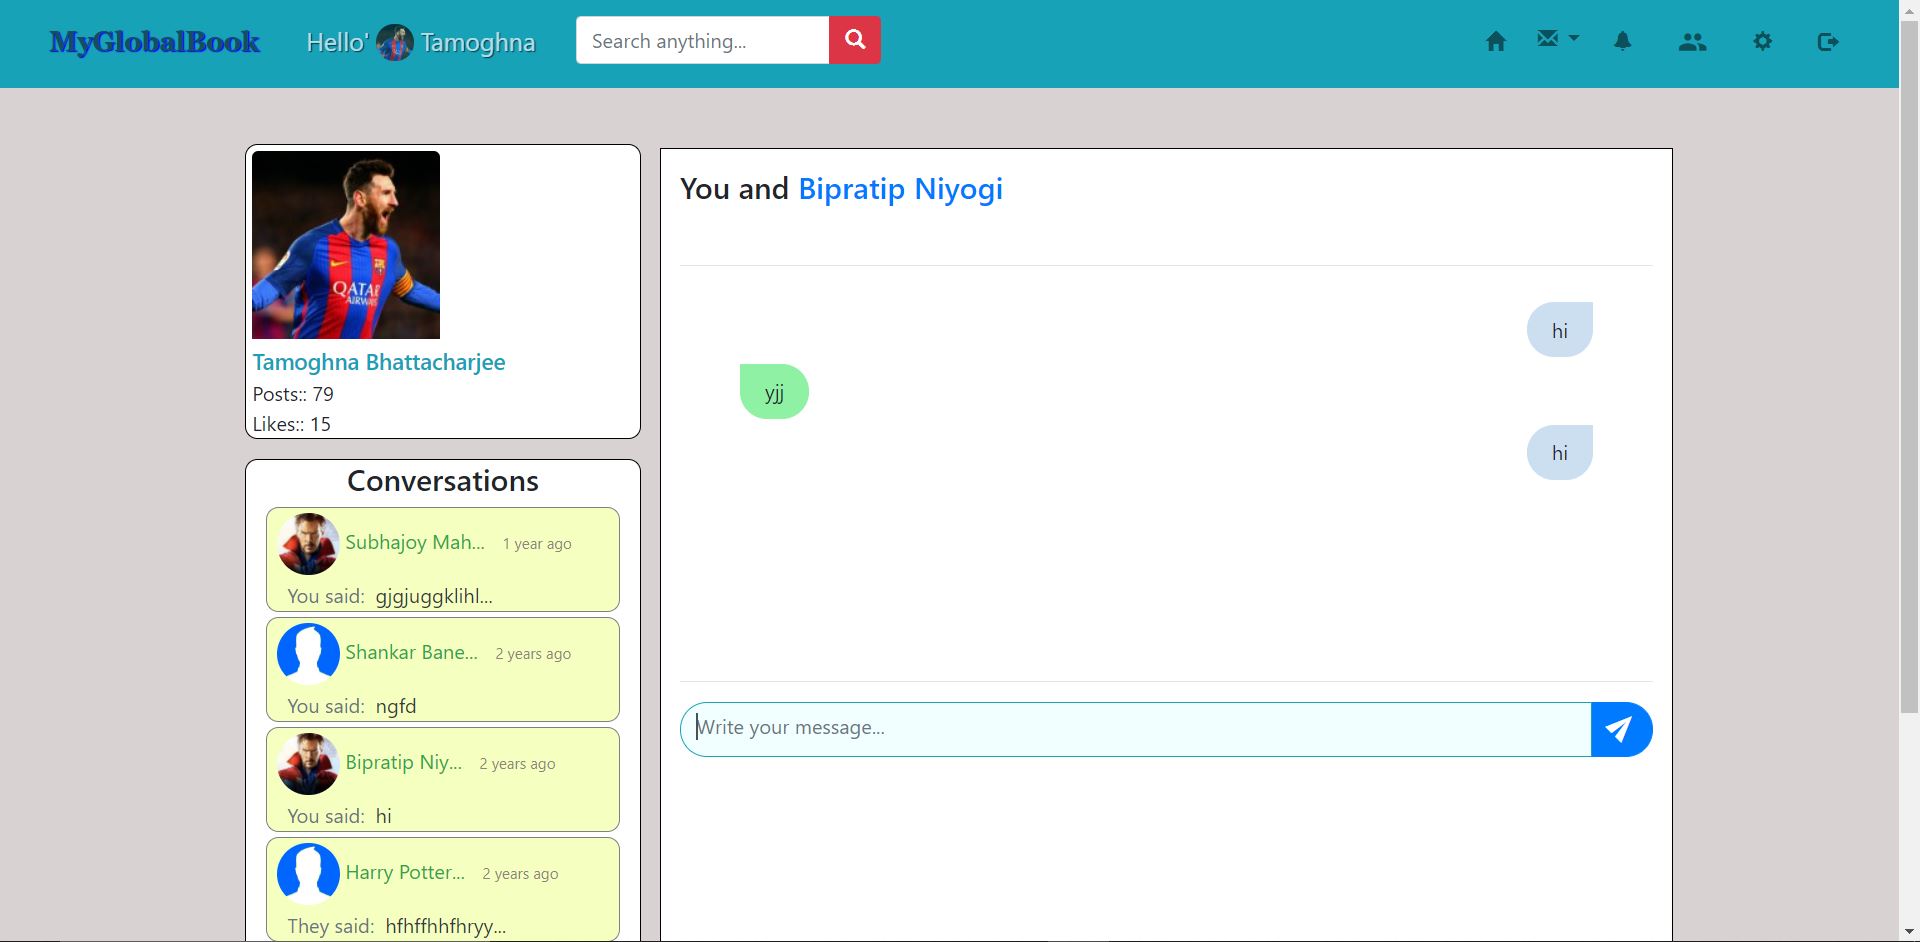 MyGlobalBook
Hello' Tamoghna
Search anything...
QATAR
AIRWAYS
Tamoghna Bhattacharjee
Posts:: 79
Likes:: 15
Conversations
Subhajoy Mah... 1 year ago
You said: gjgjuggklihl...
Shankar Bane... 2 years ago
You said: ngfd
Bipratip Niy... 2 years ago
You said: hi
Harry Potter... 2 years ago
They said: hfhffhhfhryy...
You and Bipratip Niyogi
hi
yjj
hi
Write your message...